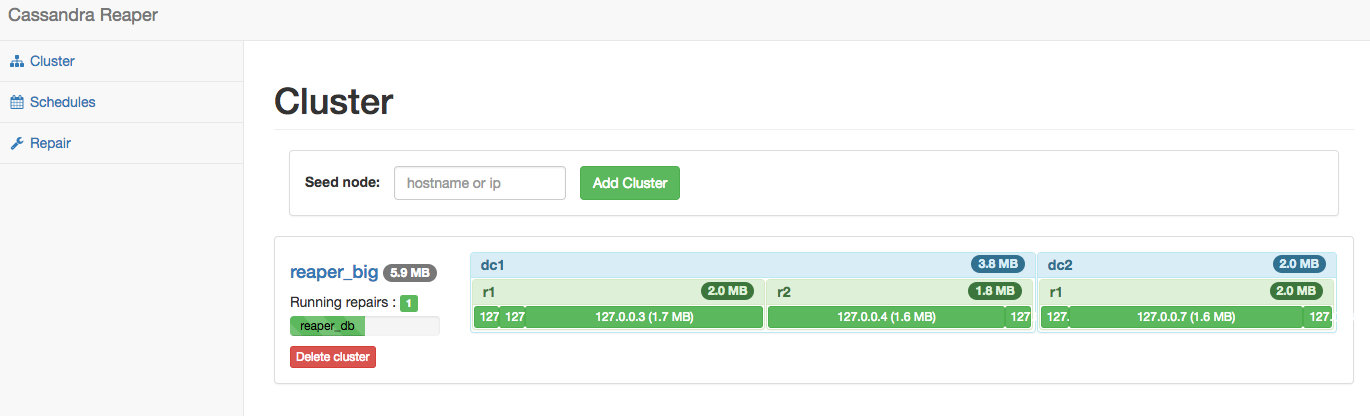 Cassandra Reaper
Cluster
Schedules
Repair
Cluster
Seed node: hostname or ip Add Cluster
reaper_big 5.9 MB
Running repairs : 1
reaper_db
Delete cluster
dc1 3.8 MB dc2 2.0 MB
r1 2.0 MB r2 1.8 MB r1 2.0 MB
127 127 127.0.0.3 (1.7 MB) 127.0.0.4 (1.6 MB) 127. 127. 127.0.0.7 (1.6 MB) 127.